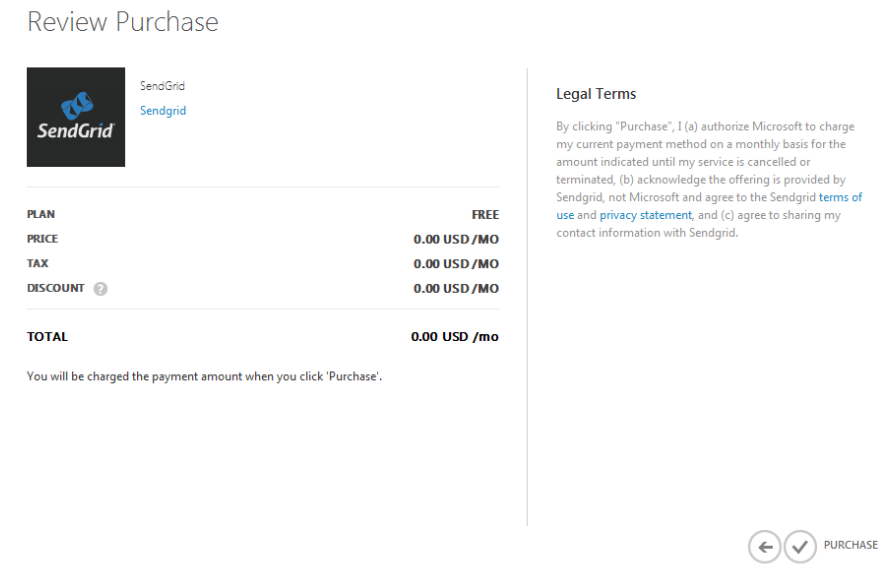 Review Purchase
SendGrid
SendGrid
Sendgrid
PLAN FREE
PRICE 0.00 USD /MO
TAX 0.00 USD /MO
DISCOUNT ? 0.00 USD /MO
TOTAL 0.00 USD /mo
You will be charged the payment amount when you click 'Purchase'.
Legal Terms
By clicking "Purchase", I (a) authorize Microsoft to charge
my current payment method on a monthly basis for the
amount indicated until my service is cancelled or
terminated, (b) acknowledge the offering is provided by
Sendgrid, not Microsoft and agree to the Sendgrid terms of
use and privacy statement, and (c) agree to sharing my
contact information with Sendgrid.
PURCHASE